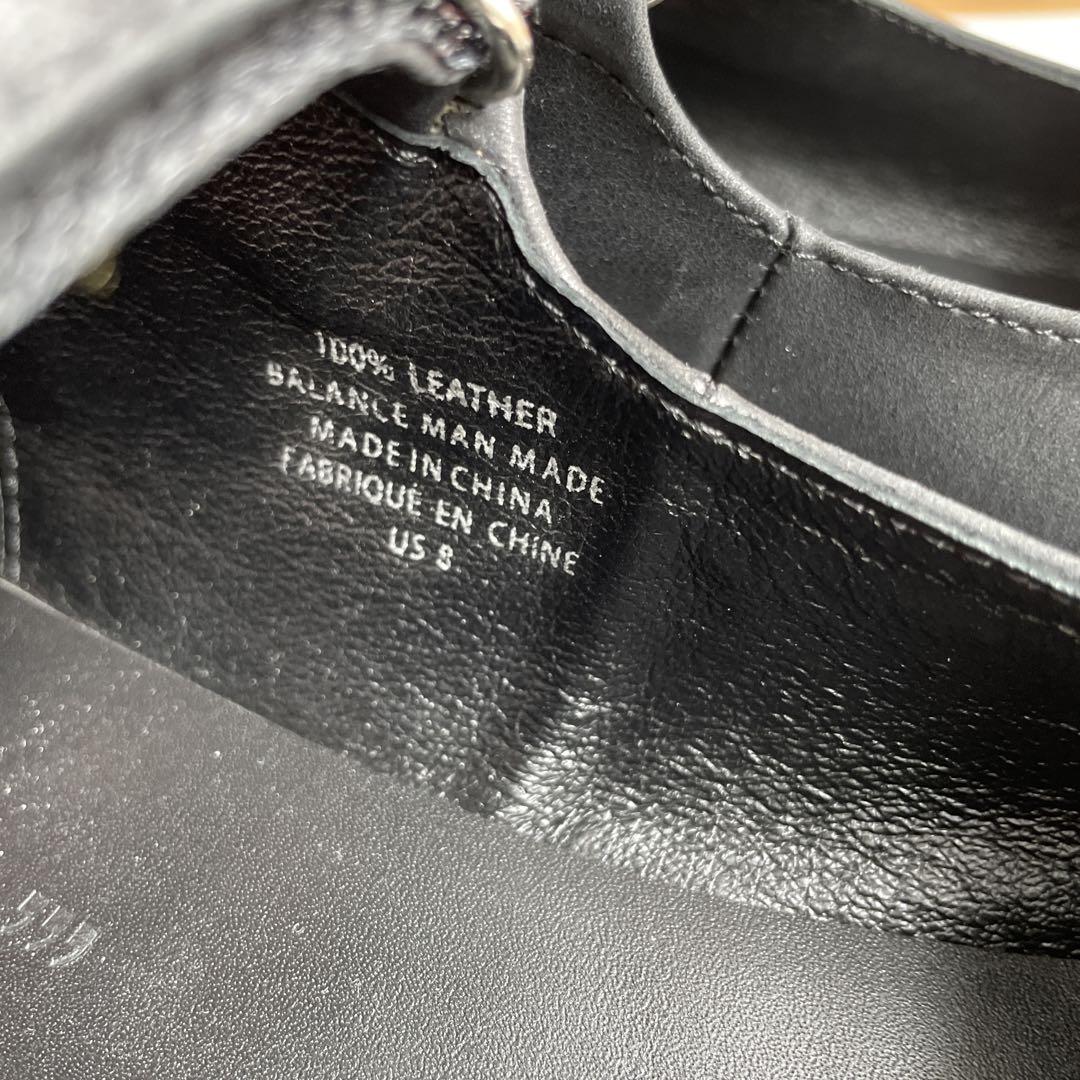 100% LEATHER
BALANCE MAN MADE
MADE IN CHINA
FABRIQUÉ EN CHINE
US 8